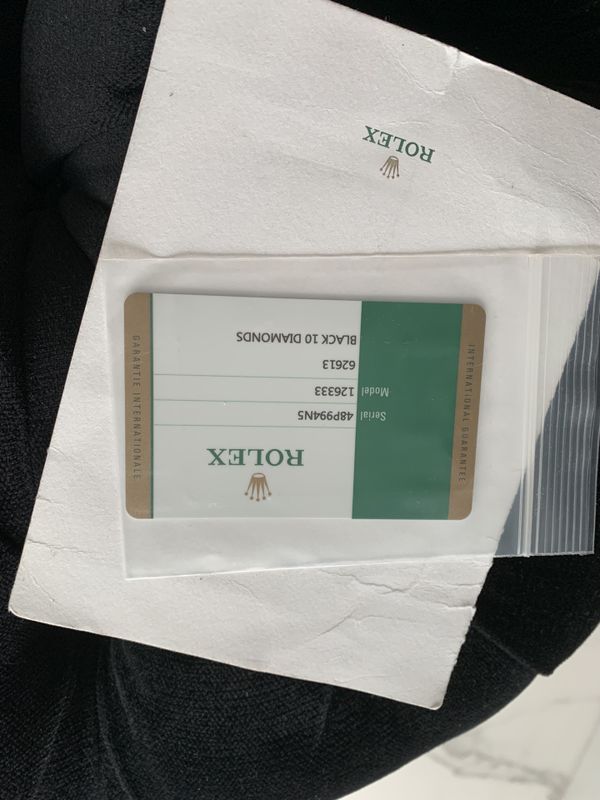 ROLEX
INTERNATIONAL GUARANTEE
ROLEX
Serial 48P994N5
Model 126333
62613
BLACK 10 DIAMONDS
GARANTIE INTERNATIONALE